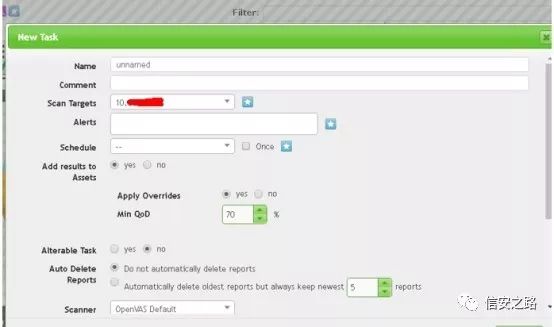 Filter:
New Task
Name unnamed
Comment
Scan Targets 10.
Alerts
Schedule -- Once
Add results to Assets yes no
Apply Overrides yes no
Min QoD 70 %
Alterable Task yes no
Auto Delete Reports Do not automatically delete reports
Automatically delete oldest reports but always keep newest 5 reports
Scanner OpenVAS Default
信安之路